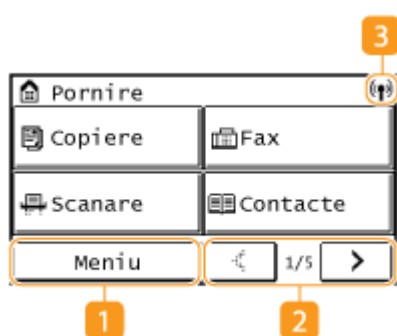 3
Pornire
Copiere Fax
Scanare Contacte
Meniu 1/5
1 2